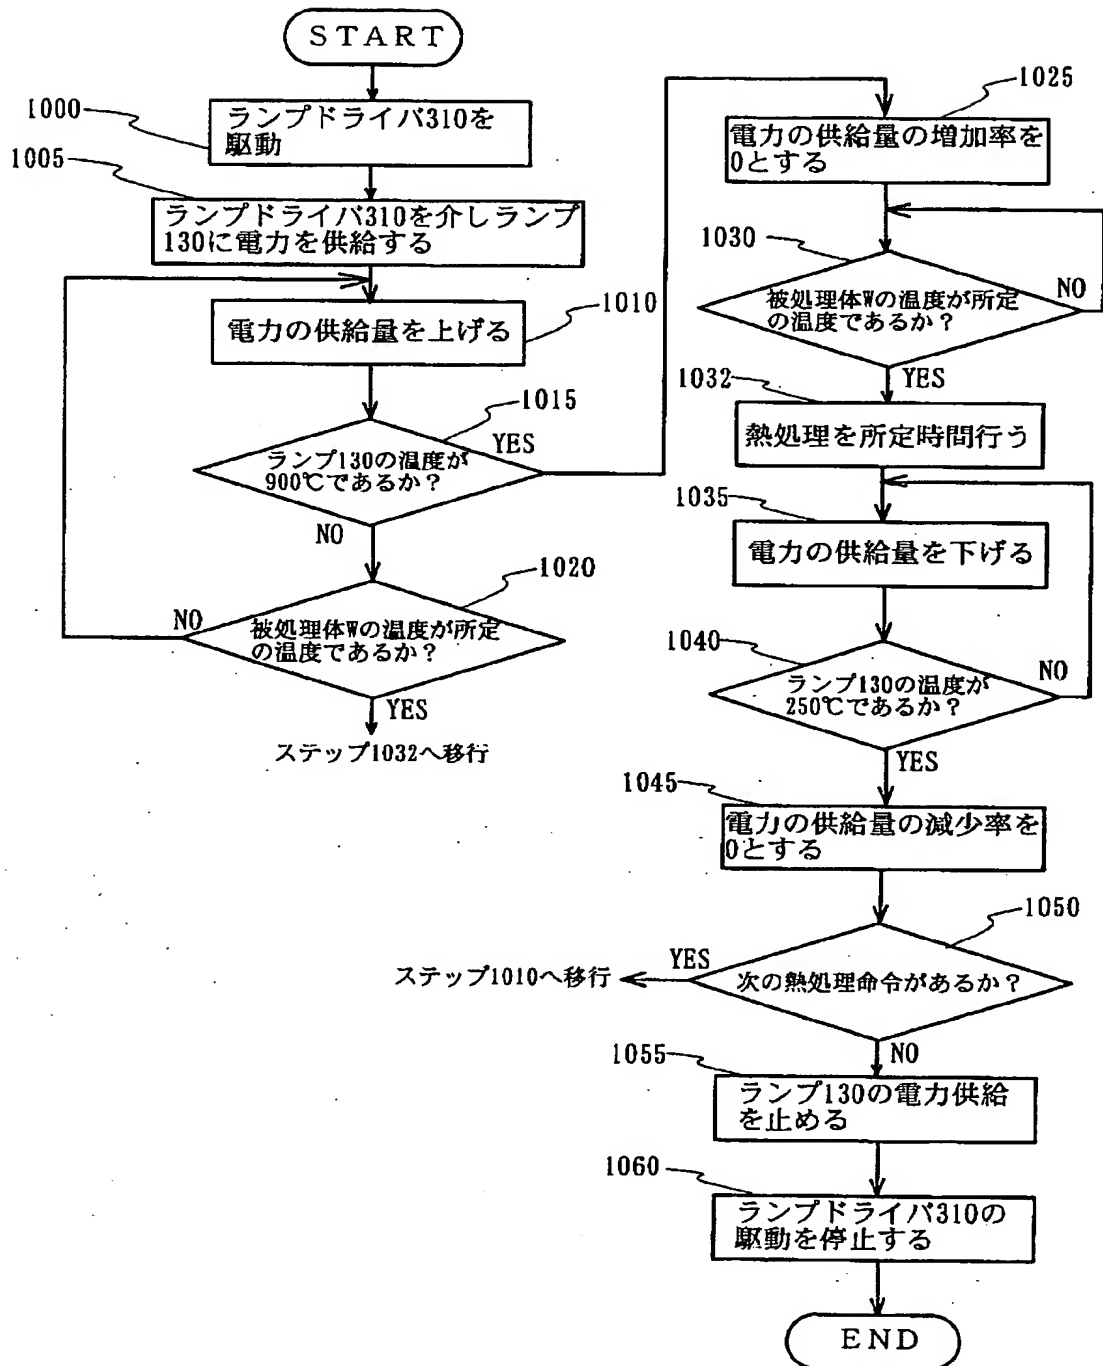 START
1000
ランプドライバ310を
駆動
1005
ランプドライバ310を介しランプ
130に電力を供給する
1010
電力の供給量を上げる
1015
ランプ130の温度が
900℃であるか?
YES
NO
1020
被処理体Wの温度が所定
の温度であるか?
NO
YES
ステップ1032へ移行
1025
電力の供給量の増加率を
0とする
1030
被処理体Wの温度が所定
の温度であるか?
NO
YES
1032
熱処理を所定時間行う
1035
電力の供給量を下げる
1040
ランプ130の温度が
250℃であるか?
NO
YES
1045
電力の供給量の減少率を
0とする
1050
次の熱処理命令があるか?
YES
ステップ1010へ移行
NO
1055
ランプ130の電力供給
を止める
1060
ランプドライバ310の
駆動を停止する
END